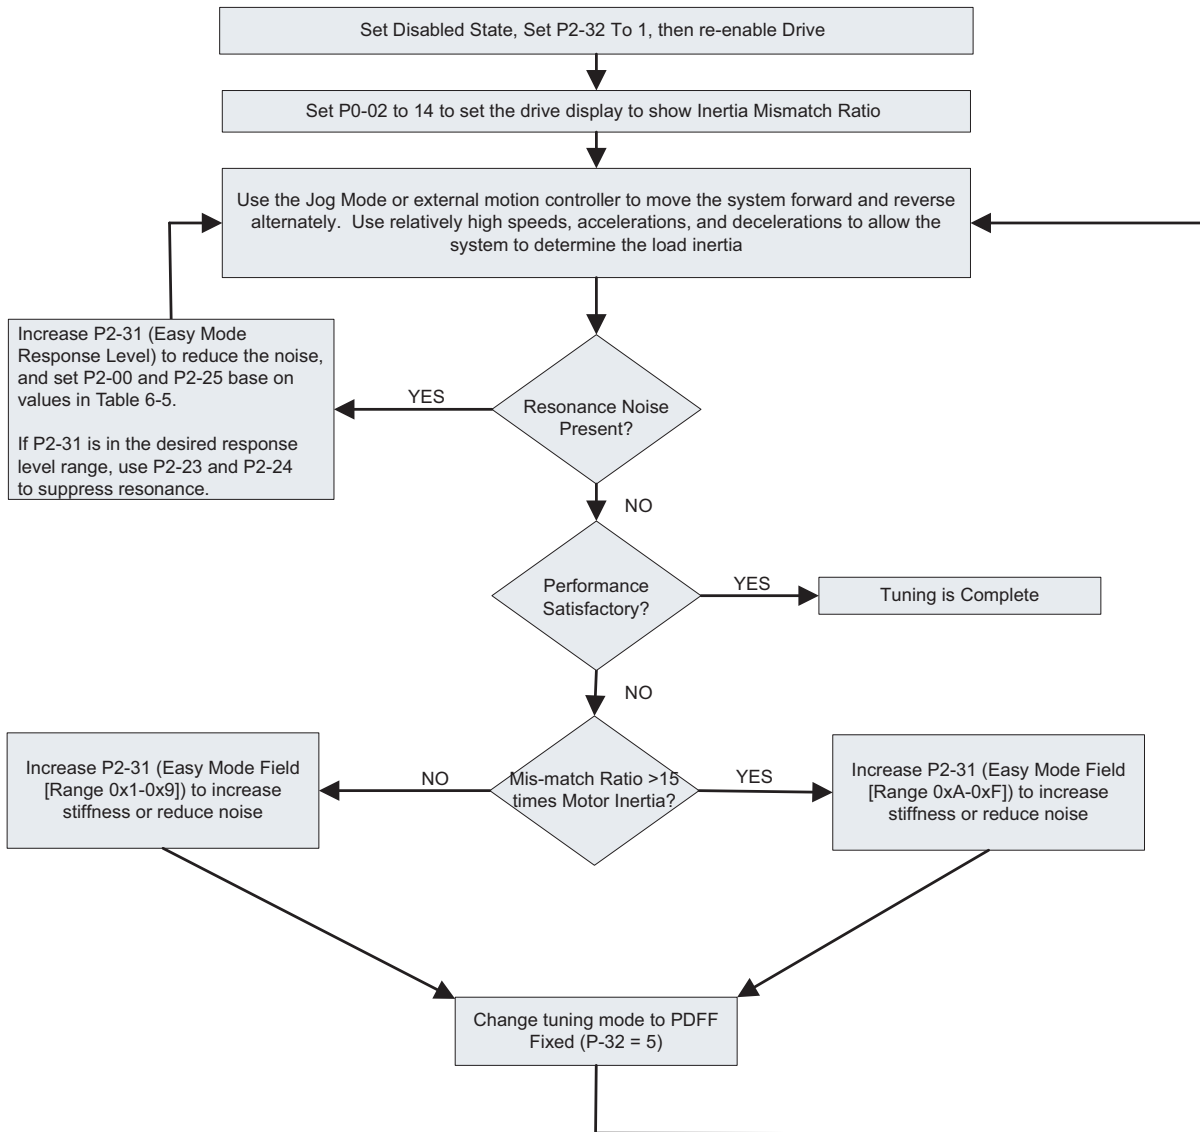 Set Disabled State, Set P2-32 To 1, then re-enable Drive
Set P0-02 to 14 to set the drive display to show Inertia Mismatch Ratio
Use the Jog Mode or external motion controller to move the system forward and reverse
alternately.  Use relatively high speeds, accelerations, and decelerations to allow the
system to determine the load inertia
Increase P2-31 (Easy Mode
Response Level) to reduce the noise,
and set P2-00 and P2-25 base on
values in Table 6-5.
If P2-31 is in the desired response
level range, use P2-23 and P2-24
to suppress resonance.
YES
Resonance Noise
Present?
NO
Performance
Satisfactory?
YES
Tuning is Complete
NO
Increase P2-31 (Easy Mode Field
[Range 0x1-0x9]) to increase
stiffness or reduce noise
NO
Mis-match Ratio >15
times Motor Inertia?
YES
Increase P2-31 (Easy Mode Field
[Range 0xA-0xF]) to increase
stiffness or reduce noise
Change tuning mode to PDFF
Fixed (P-32 = 5)